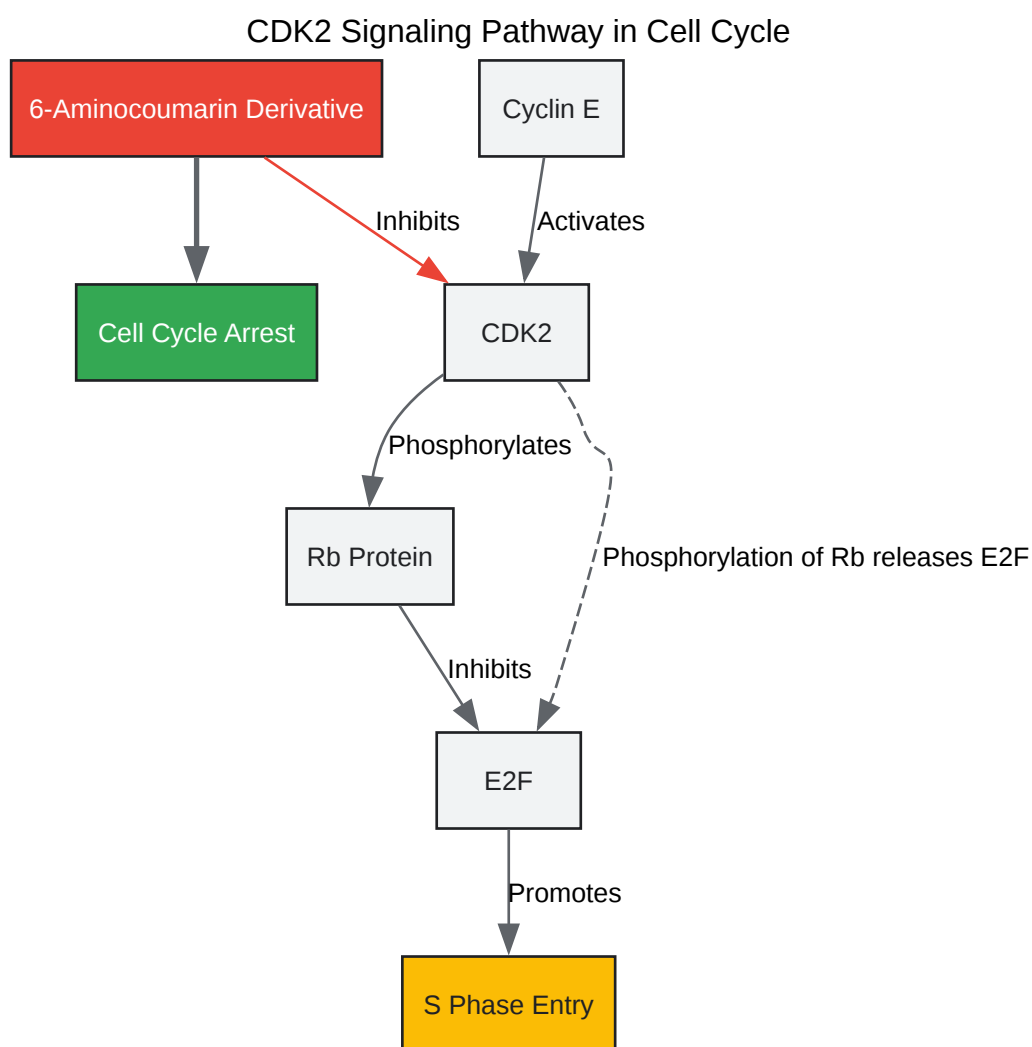 CDK2 Signaling Pathway in Cell Cycle
6-Aminocoumarin Derivative
Cyclin E
Inhibits
Activates
Cell Cycle Arrest
CDK2
Phosphorylates
Rb Protein
Phosphorylation of Rb releases E2F
Inhibits
E2F
Promotes
S Phase Entry